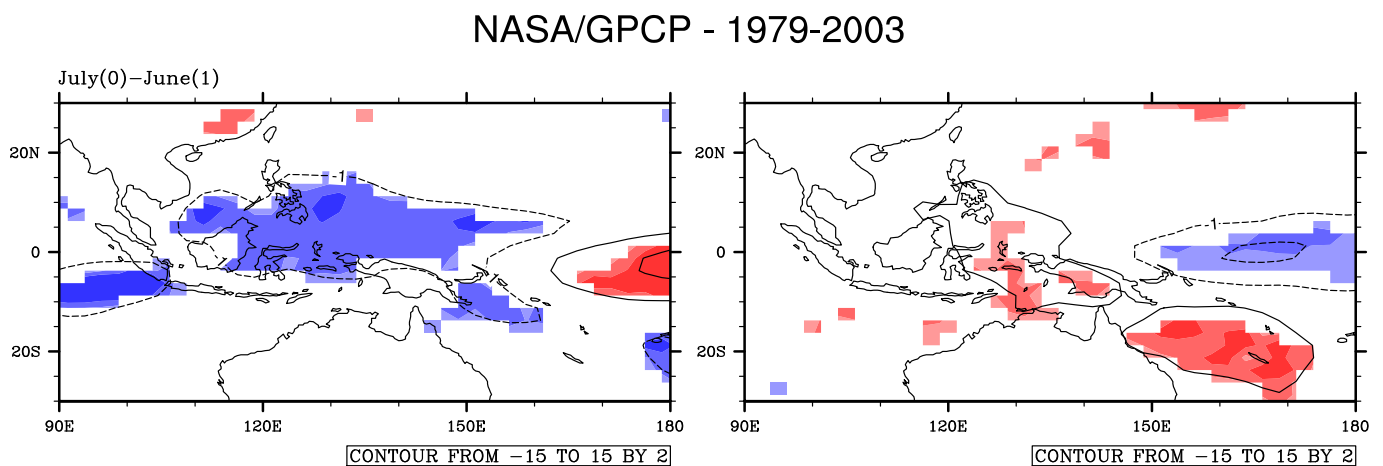 NASA/GPCP - 1979-2003
July(0)-June(1)
-1
-1
20N
0
20S
90E
120E
150E
180
CONTOUR FROM -15 TO 15 BY 2
-1
90E
120E
150E
180
20N
0
20S
CONTOUR FROM -15 TO 15 BY 2